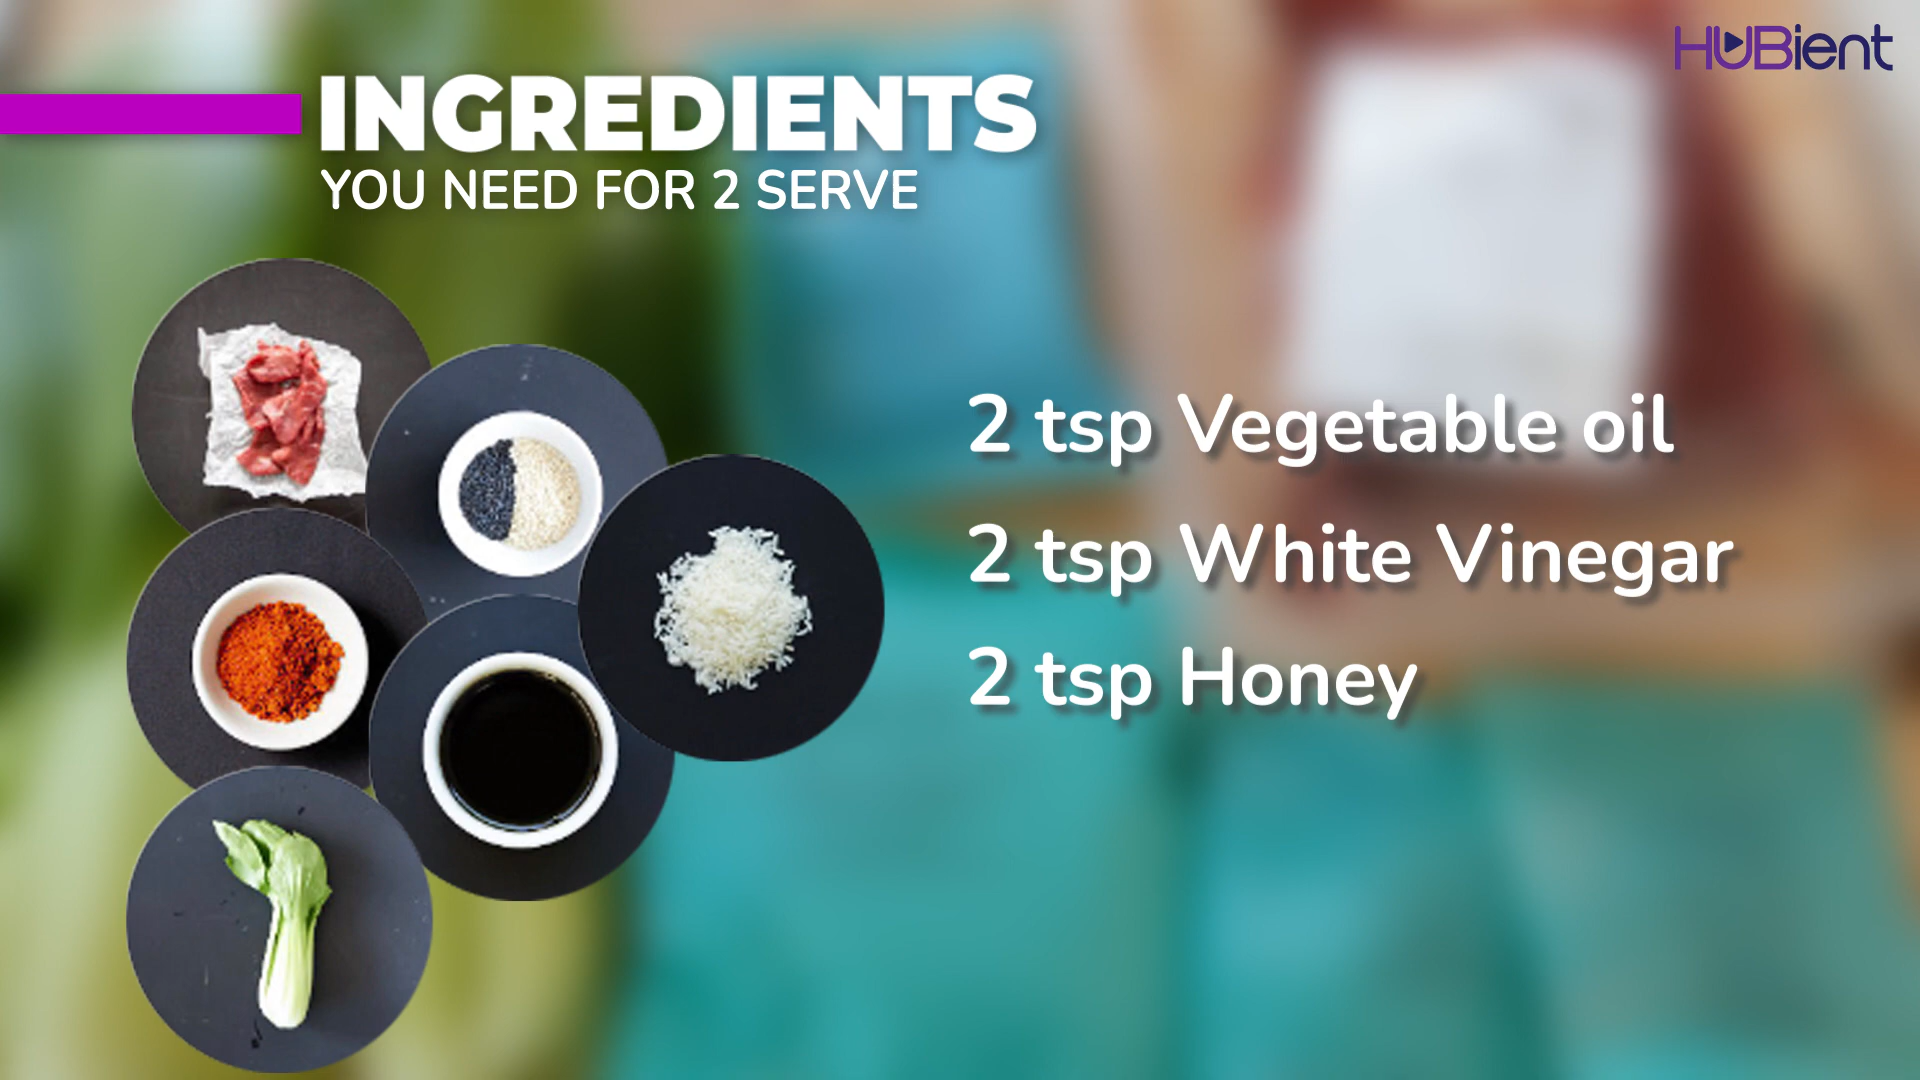 HUBient
INGREDIENTS
YOU NEED FOR 2 SERVE
2 tsp Vegetable oil
2 tsp White Vinegar
2 tsp Honey